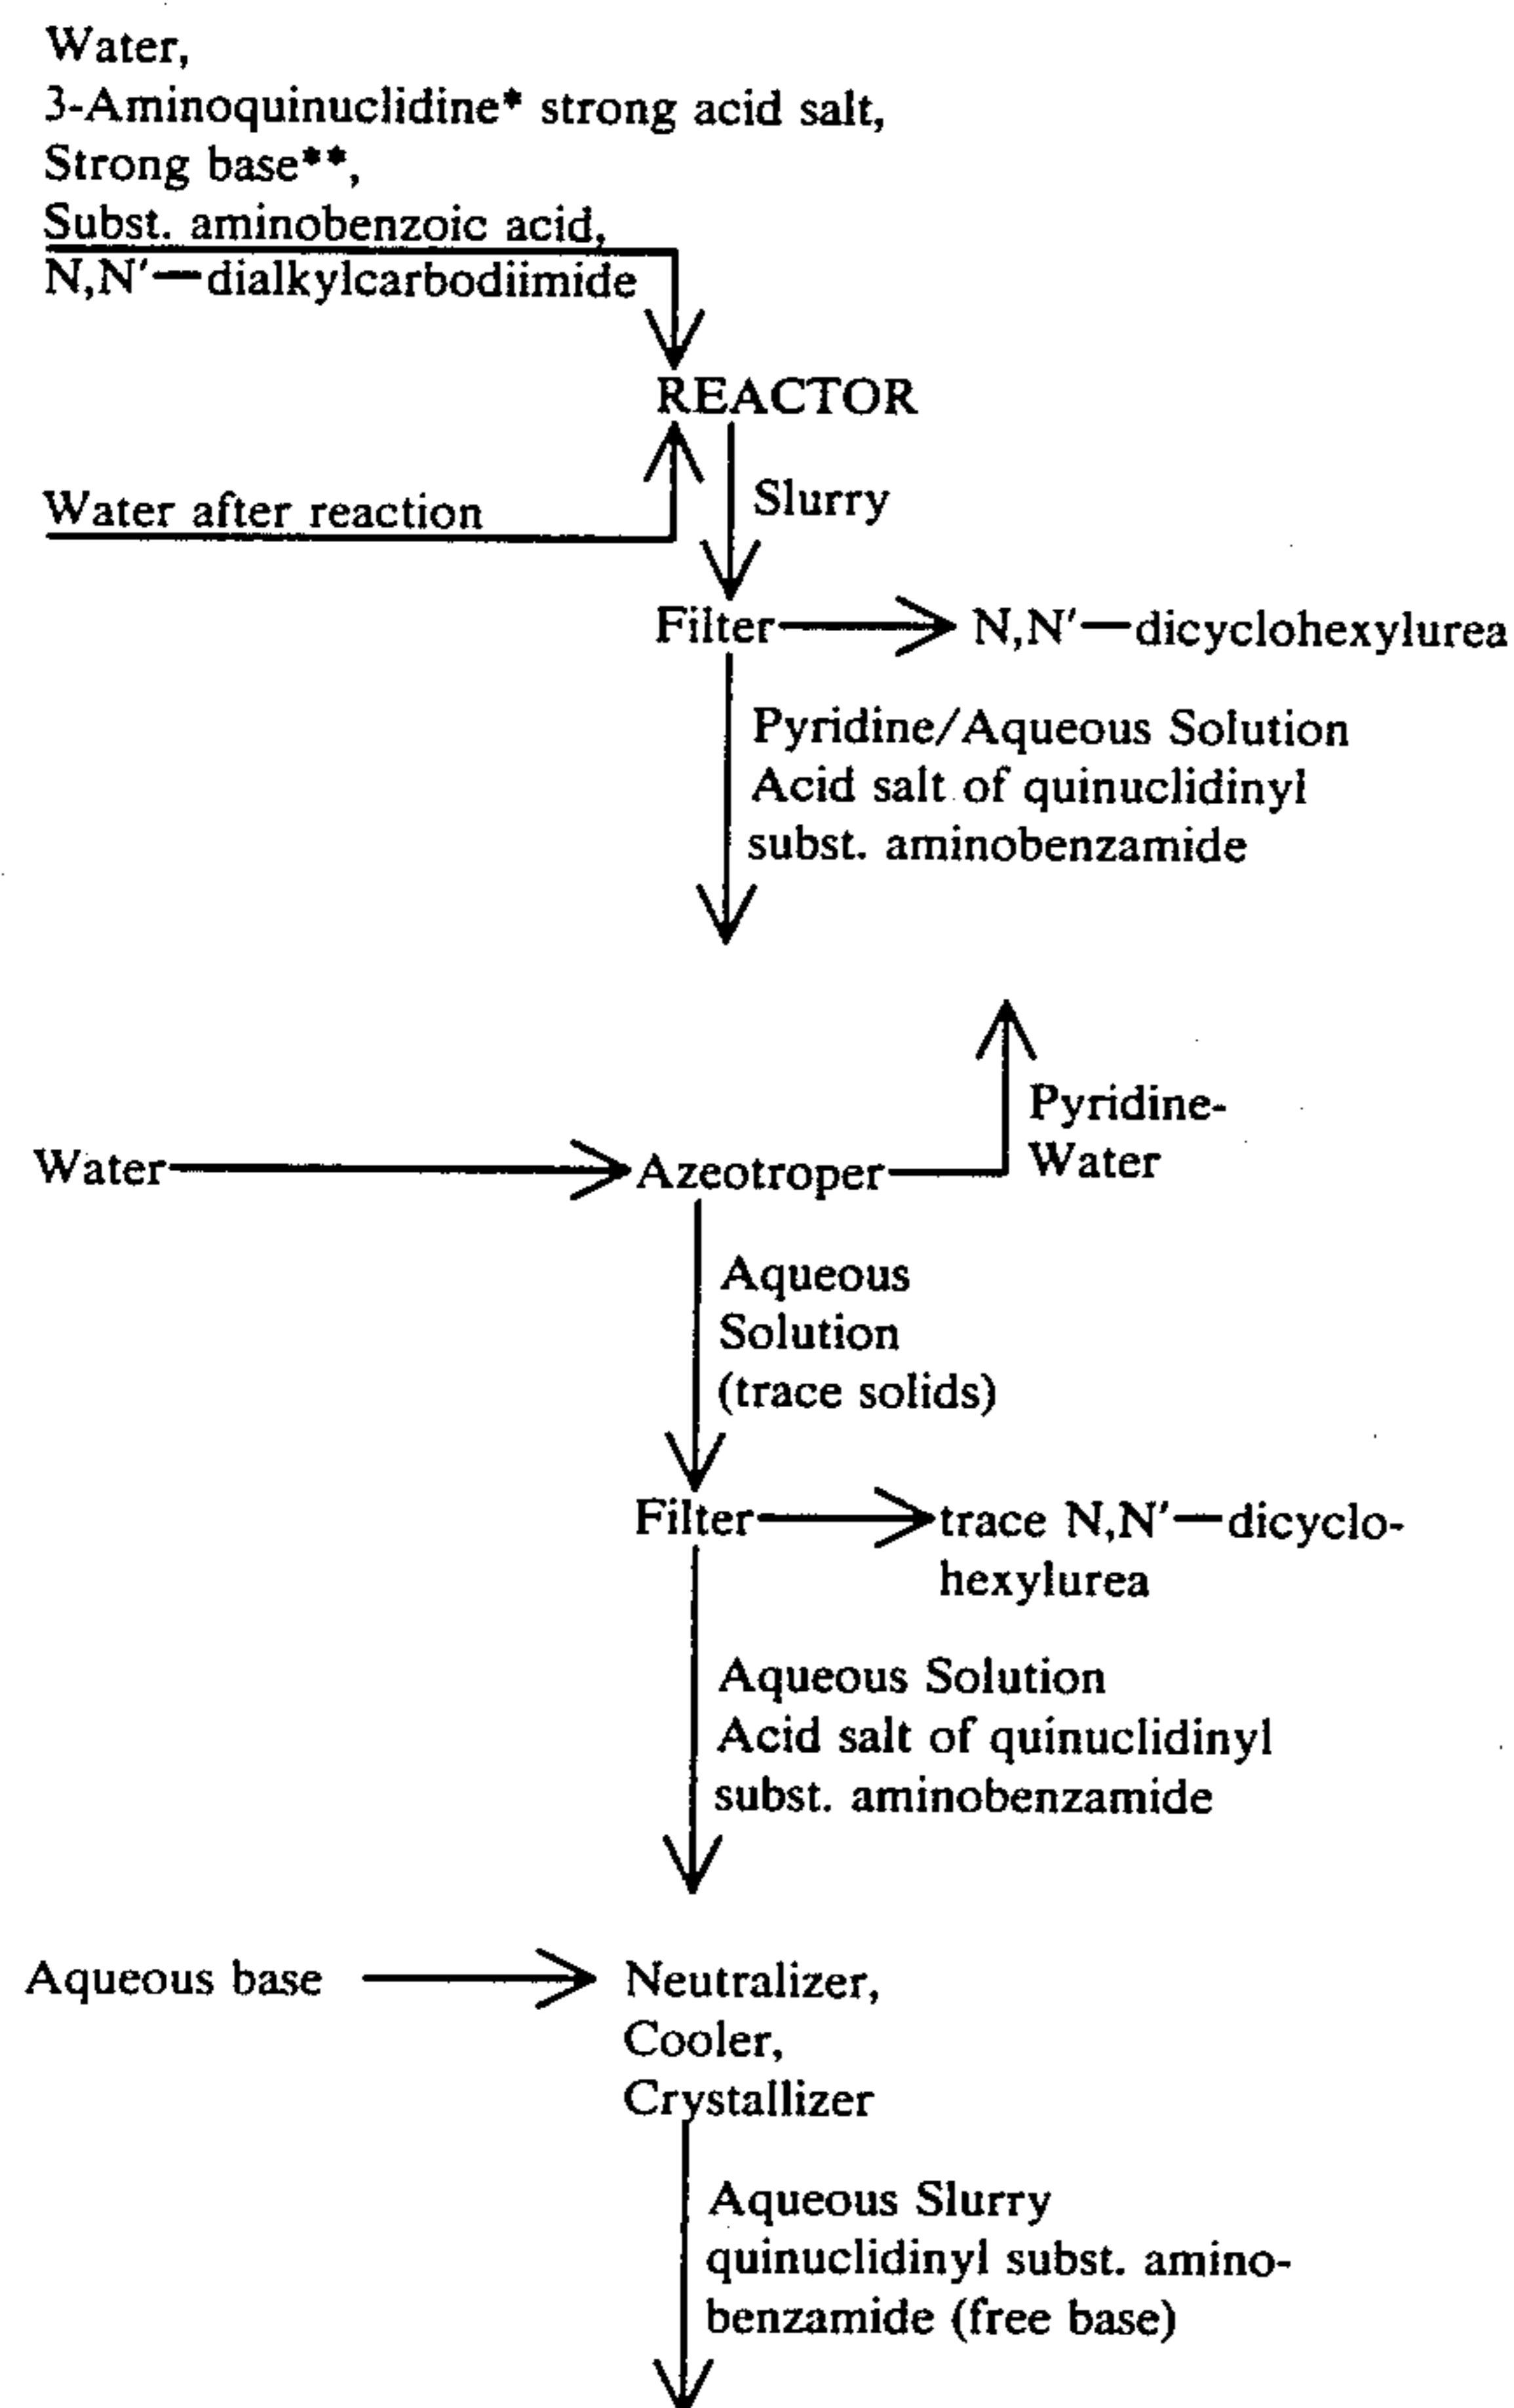 Water,
3-Aminoquinuclidine* strong acid salt,
Strong base**,
Subst. aminobenzoic acid,
N,N'—dialkylcarbodiimide
REACTOR
Water after reaction
Slurry
Filter
N,N'—dicyclohexylurea
Pyridine/Aqueous Solution
Acid salt of quinuclidinyl
subst. aminobenzamide
Pyridine-
Water
Water
Azeotroper
Aqueous
Solution
(trace solids)
Filter
trace N,N'—dicyclo-
hexylurea
Aqueous Solution
Acid salt of quinuclidinyl
subst. aminobenzamide
Aqueous base
Neutralizer,
Cooler,
Crystallizer
Aqueous Slurry
quinuclidinyl subst. amino-
benzamide (free base)